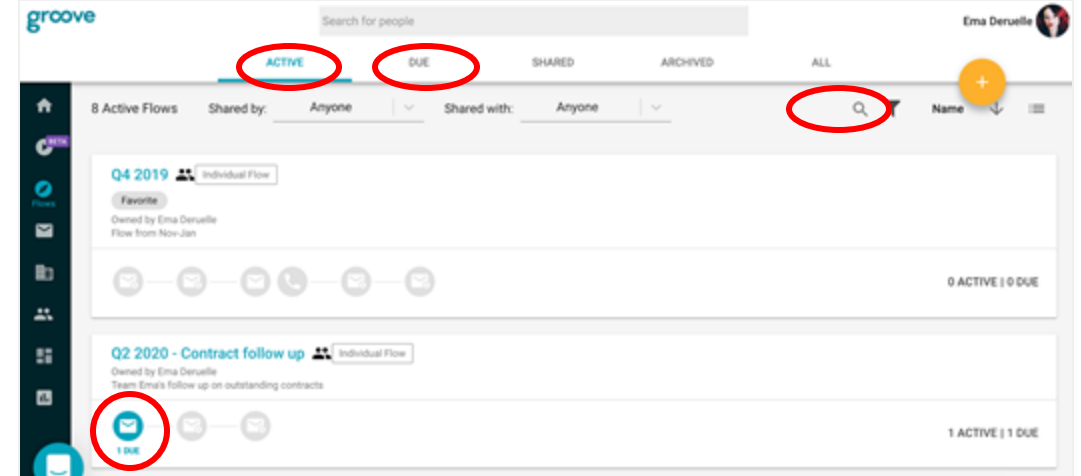 groove
Search for people
Ema Deruelle
ACTIVE
DUE
SHARED
ARCHIVED
ALL
+
8 Active Flows
Shared by:
Anyone
Shared with:
Anyone
Name
BETA
Flows
Q4 2019
Individual Flow
Favorite
Owned by Ema Deruelle
Flow from Nov-Jan
0 ACTIVE | 0 DUE
Q2 2020 - Contract follow up
Individual Flow
Owned by Ema Deruelle
Team Ema's follow up on outstanding contracts
1 DUE
1 ACTIVE | 1 DUE